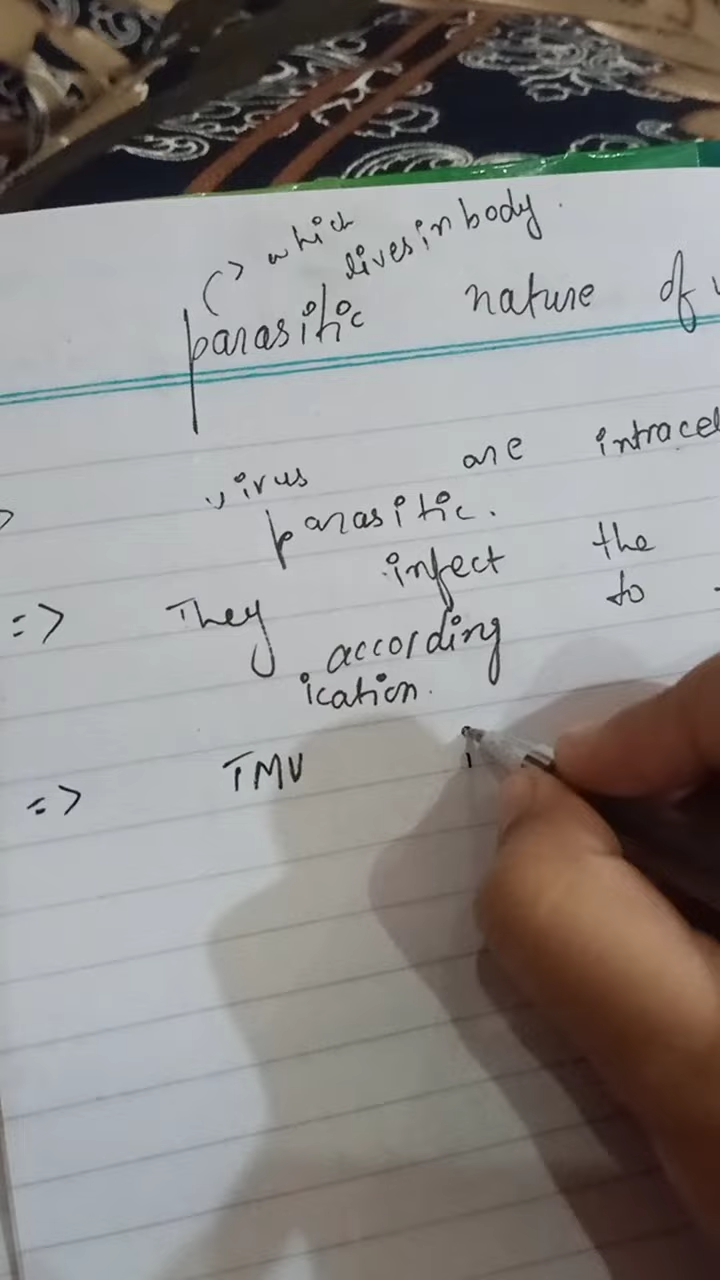 which
lives in body.
parasitic nature of
virus are intracel
parasitic.
=> They infect the
according to
ication.
=> TMV i